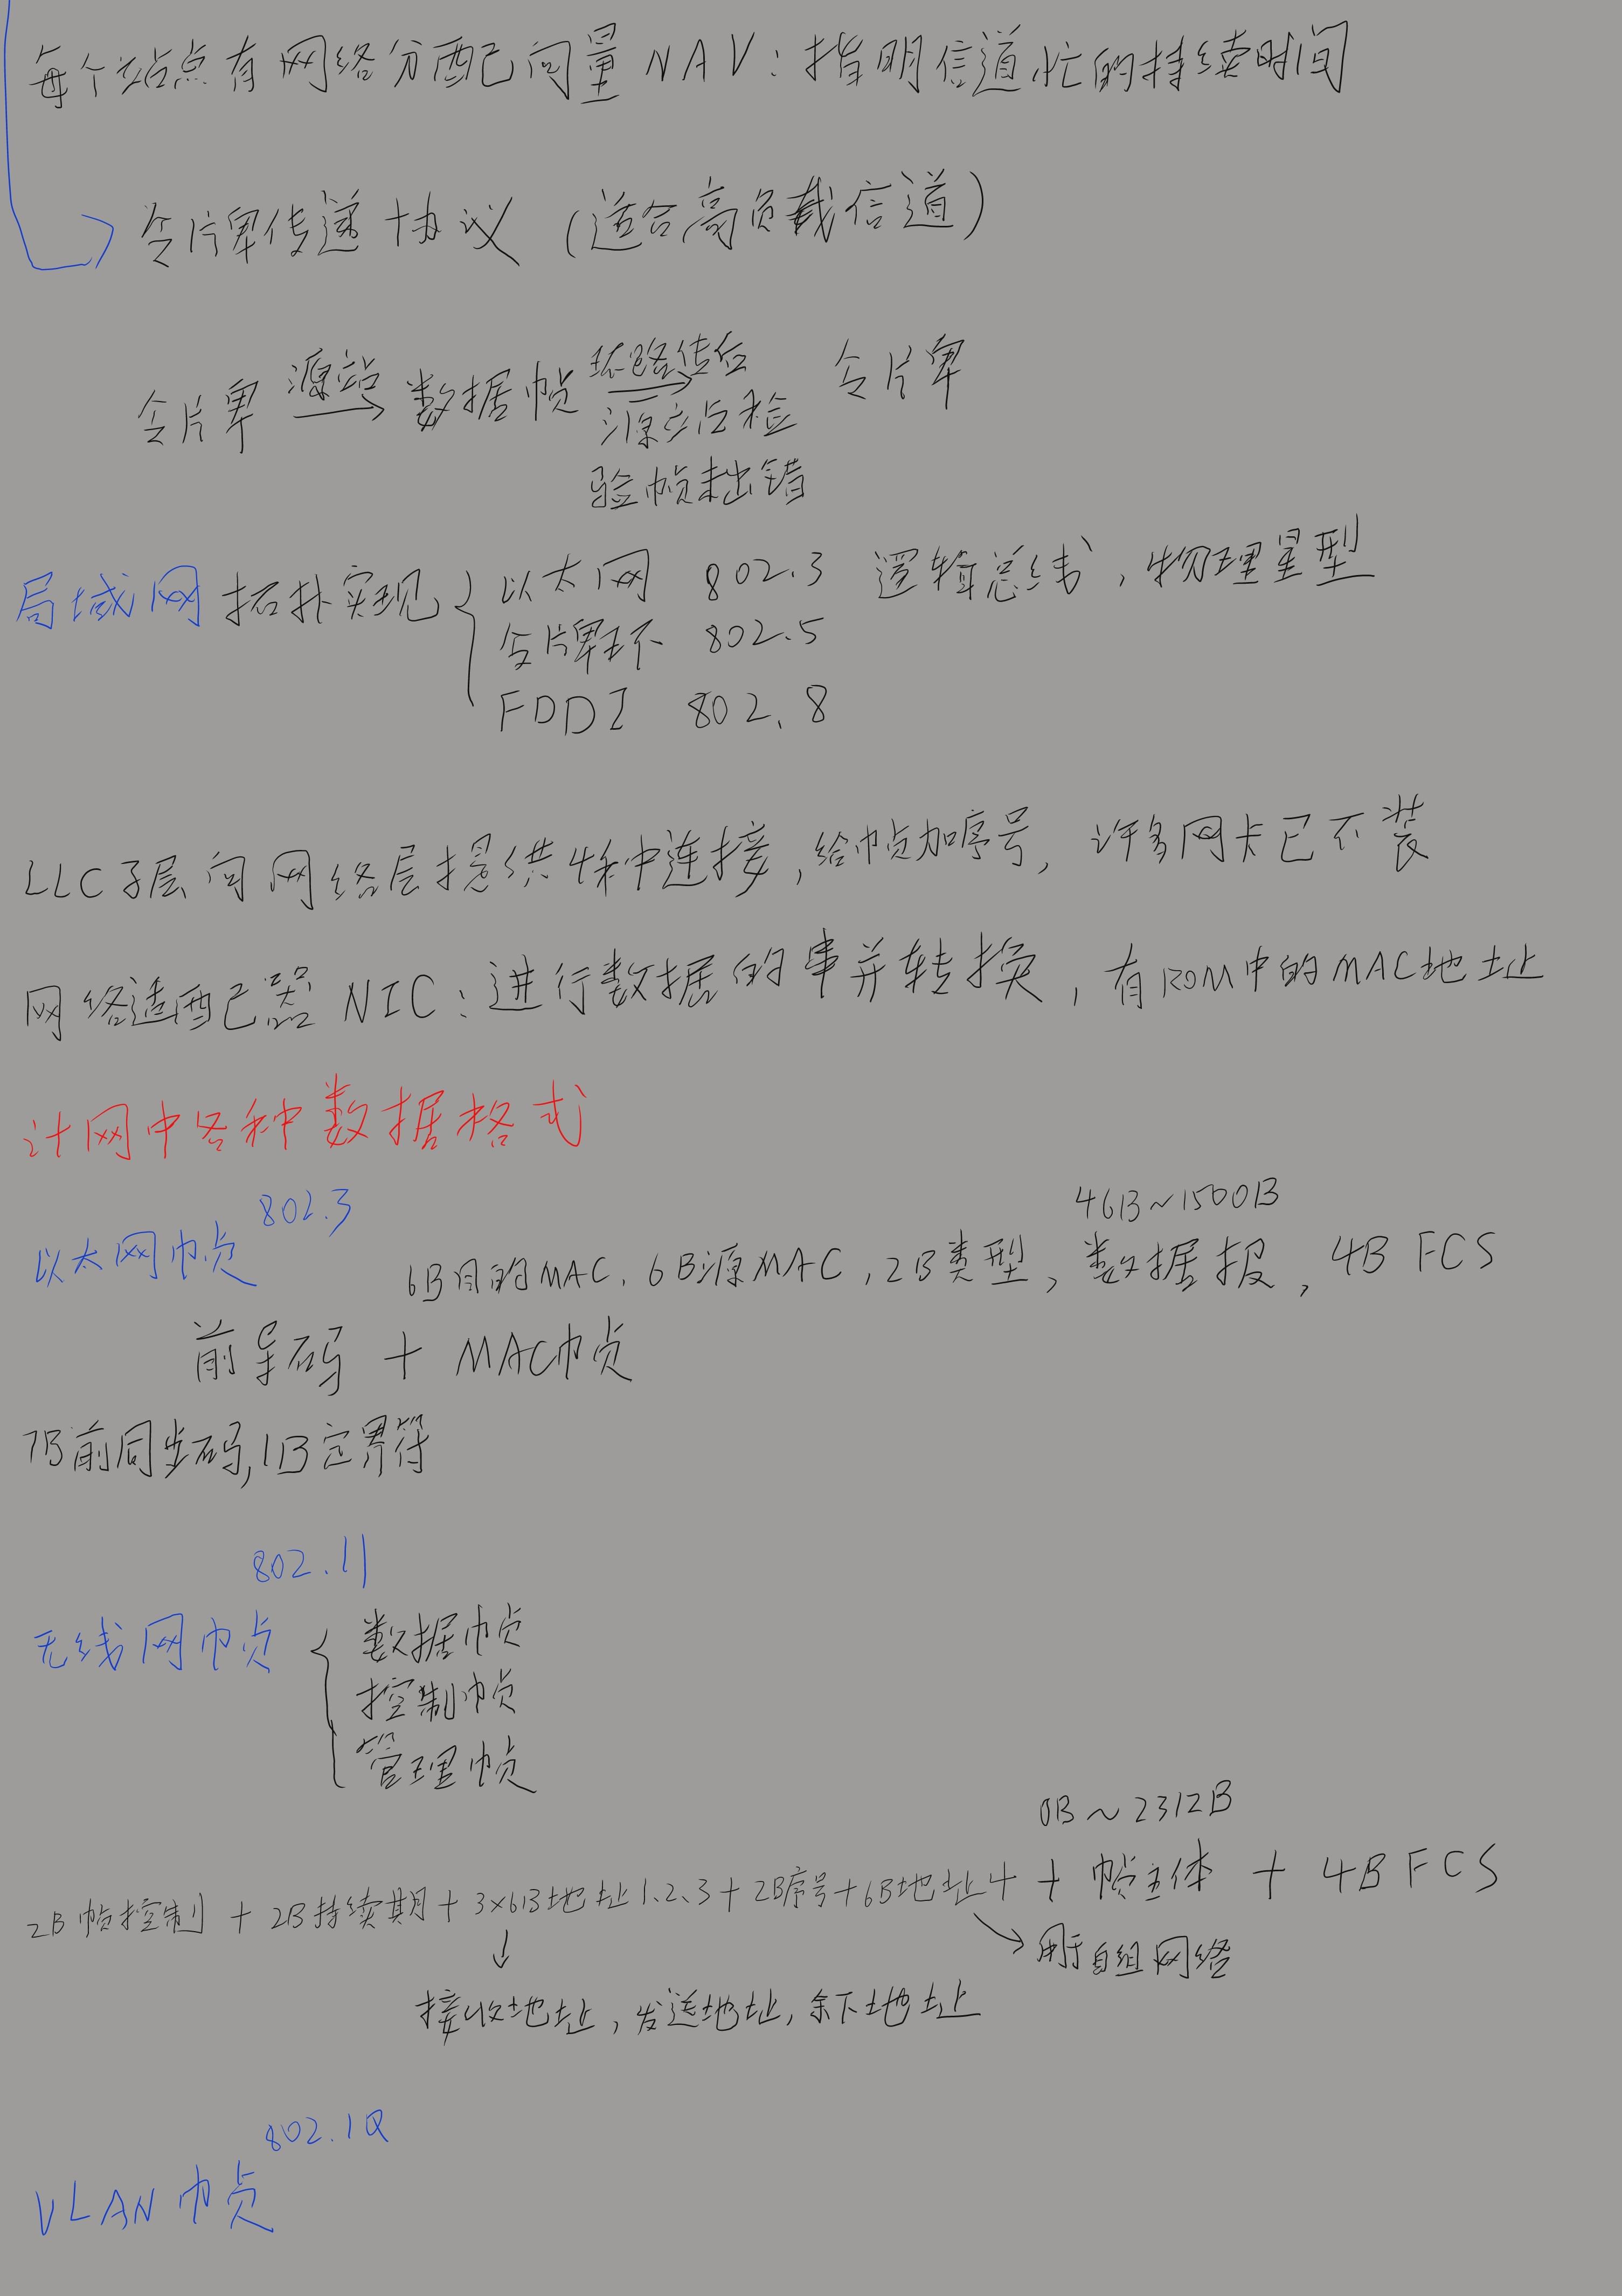 每个站点有网络分配向量NAV：指明信道忙的持续时间
令牌传递协议（适合高负载信道）
令牌 源站→ 数据帧 环路传后→ 令牌
源站后检
验帧未出错
局域网拓扑实现 { 以太网 802.3 逻辑总线，物理星型
令牌环 802.5
FDDI 802.8
LLC子层向网络层提供4种连接，给帧加序号，许多网卡已不装
网络适配器NIC：进行数据的串并转换，有ROM中的MAC地址
计网中各种数据格式
以太网帧 802.3
46B~1500B
6B目的MAC，6B源MAC，2B类型，数据报，4B FCS
前导码 + MAC帧
7B前同步码，1B定界符
802.11
无线网帧 { 数据帧
控制帧
管理帧
0B~2312B
2B帧控制 + 2B持续期 + 3×6B地址1.2.3 + 2B序号 + 6B地址4 + 帧主体 + 4B FCS
↓
→用于自组网络
接收地址，发送地址，余下地址
802.1Q
VLAN帧